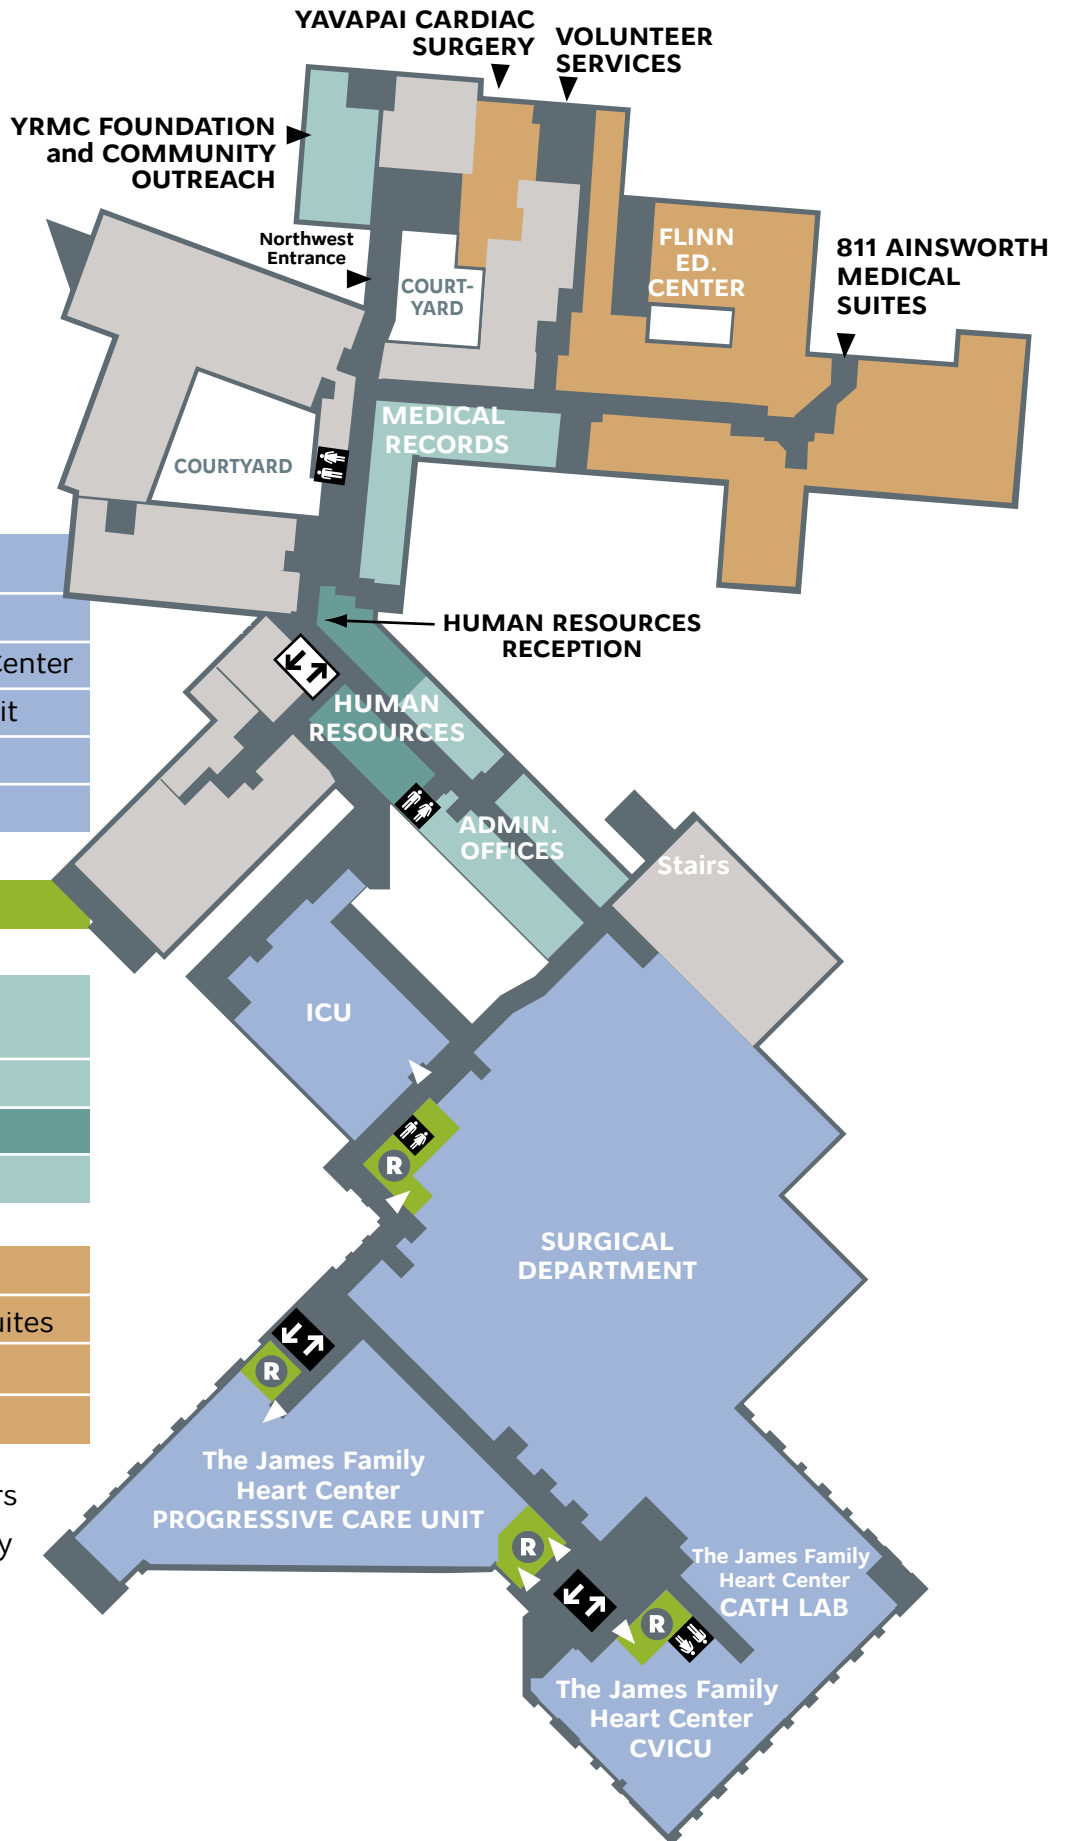 YAVAPAI CARDIAC
SURGERY
VOLUNTEER
SERVICES
YRMC FOUNDATION
and COMMUNITY
OUTREACH
Northwest
Entrance
COURT-
YARD
FLINN
ED.
CENTER
811 AINSWORTH
MEDICAL
SUITES
MEDICAL
RECORDS
COURTYARD
HUMAN RESOURCES
RECEPTION
Center
it
HUMAN
RESOURCES
ADMIN.
OFFICES
Stairs
ICU
R
SURGICAL
DEPARTMENT
uites
R
The James Family
Heart Center
PROGRESSIVE CARE UNIT
rs
y
R
The James Family
Heart Center
CATH LAB
R
The James Family
Heart Center
CVICU